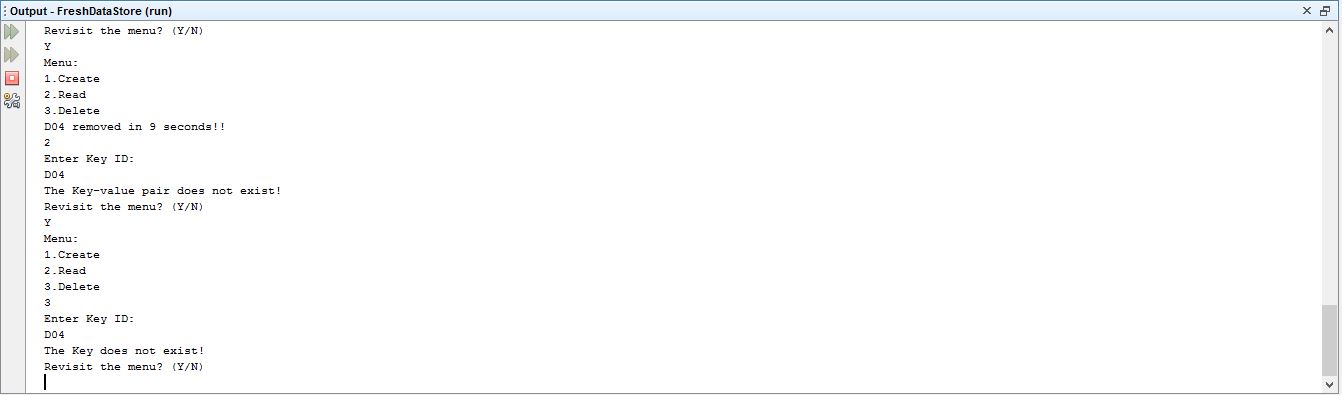 Output - FreshDataStore (run)
Revisit the menu? (Y/N)
Y
Menu:
1.Create
2.Read
3.Delete
D04 removed in 9 seconds!!
2
Enter Key ID:
D04
The Key-value pair does not exist!
Revisit the menu? (Y/N)
Y
Menu:
1.Create
2.Read
3.Delete
3
Enter Key ID:
D04
The Key does not exist!
Revisit the menu? (Y/N)